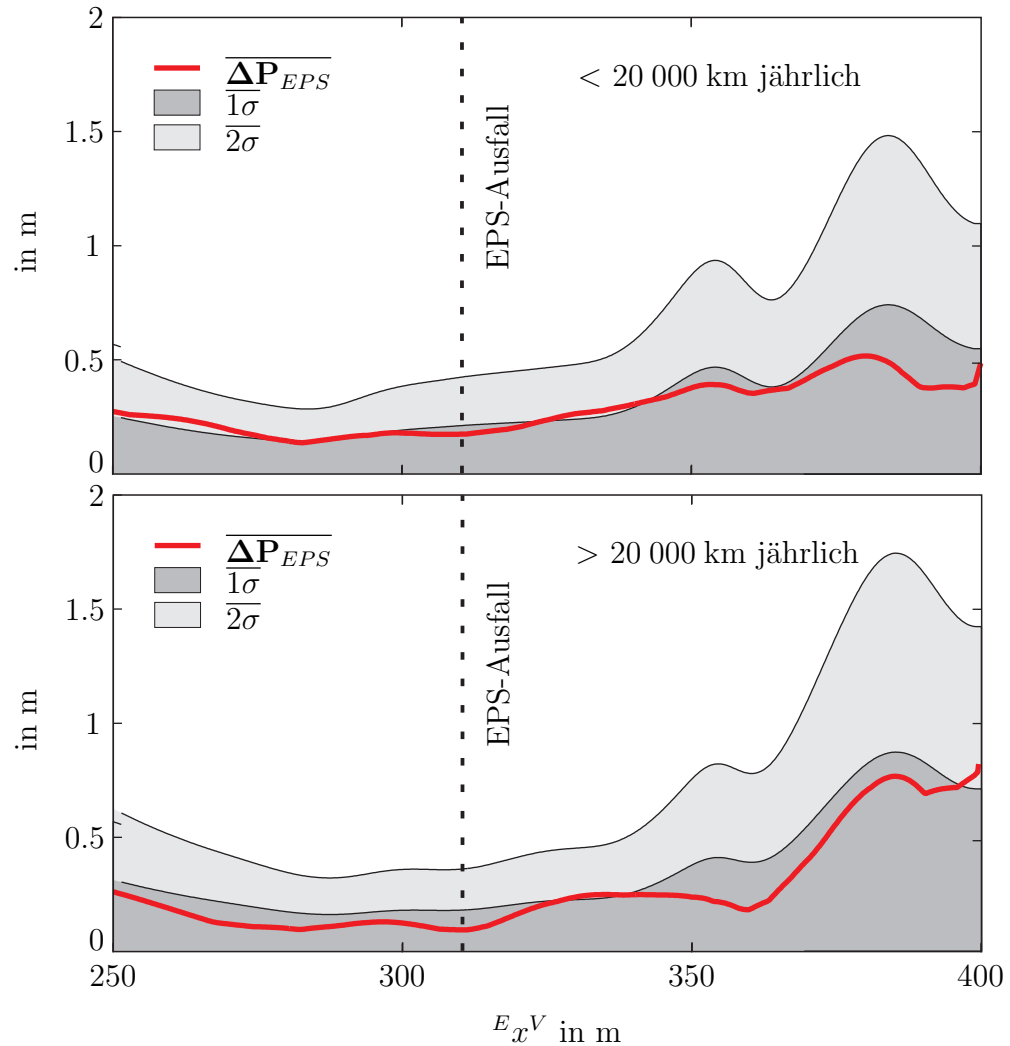 2
1.5
1
0.5
0
in m
ΔP_EPS
1σ
2σ
< 20 000 km jährlich
EPS-Ausfall
2
1.5
1
0.5
0
in m
ΔP_EPS
1σ
2σ
> 20 000 km jährlich
EPS-Ausfall
250 300 350 400
ᴱxⱽ in m